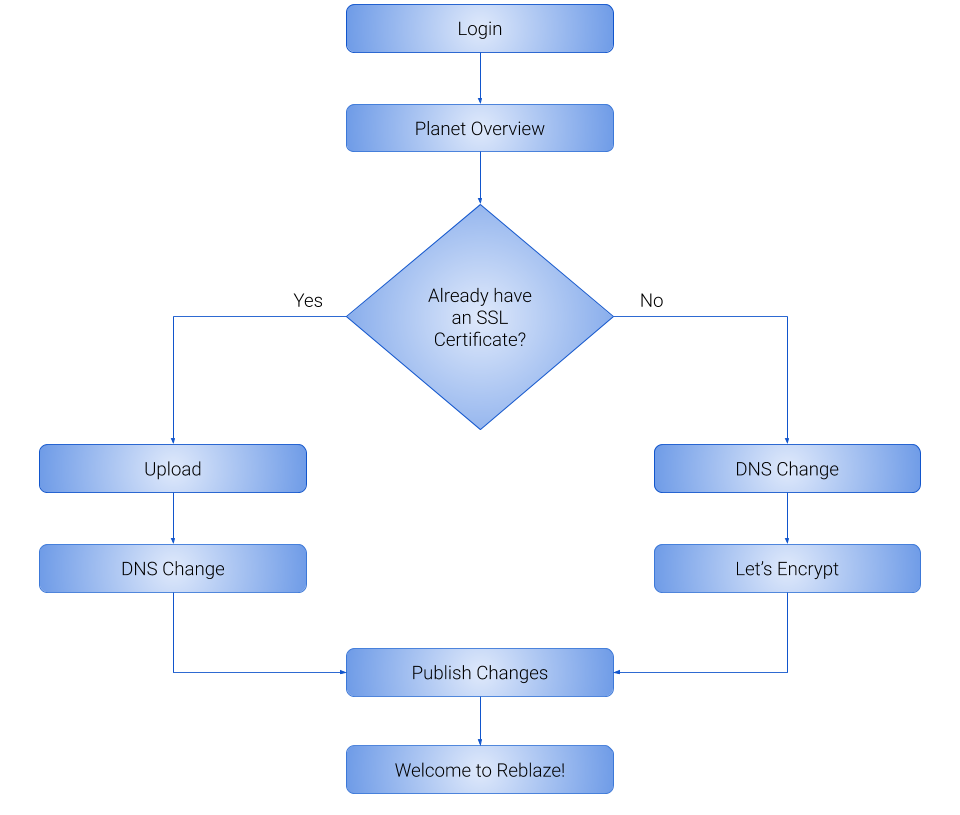 Login
Planet Overview
Already have
an SSL
Certificate?
Yes
No
Upload
DNS Change
DNS Change
Let’s Encrypt
Publish Changes
Welcome to Reblaze!